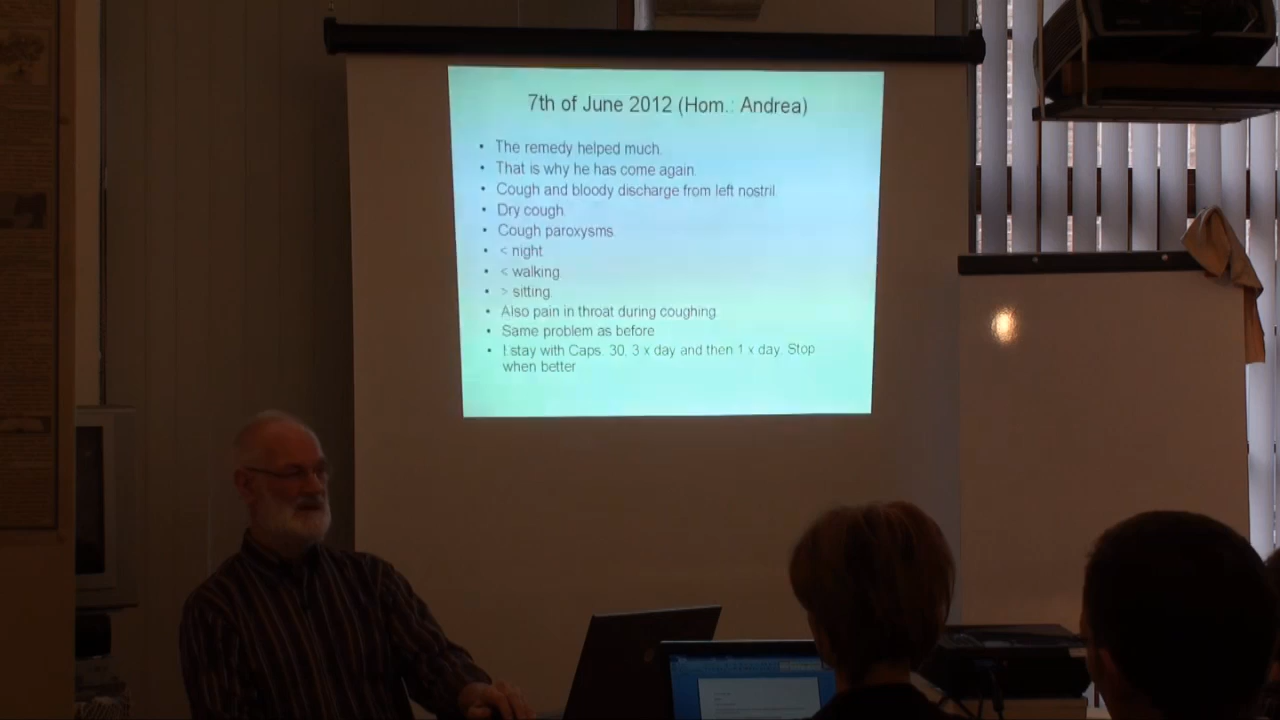 7th of June 2012 (Hom.: Andrea)
• The remedy helped much.
• That is why he has come again.
• Cough and bloody discharge from left nostril.
• Dry cough.
• Cough paroxysms.
• < night
• < walking.
• > sitting.
• Also pain in throat during coughing.
• Same problem as before
• I stay with Caps. 30, 3 x day and then 1 x day. Stop
when better